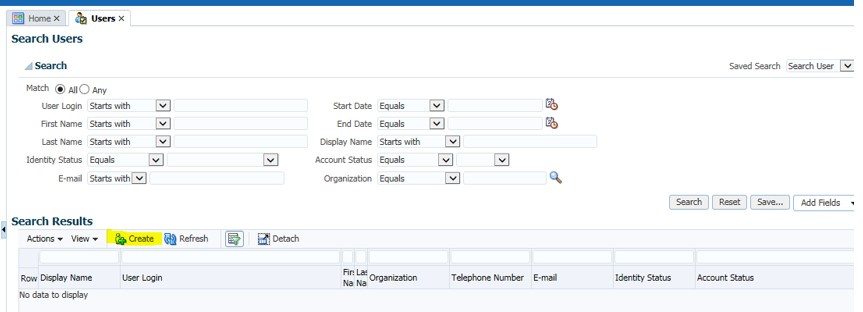 Home × Users ×
Search Users
Search Saved Search Search User
Match All Any
User Login Starts with Start Date Equals
First Name Starts with End Date Equals
Last Name Starts with Display Name Starts with
Identity Status Equals Account Status Equals
E-mail Starts with Organization Equals
Search Reset Save... Add Fields
Search Results
Actions View Create Refresh Detach
Row Display Name User Login Firs Na Las Na Organization Telephone Number E-mail Identity Status Account Status
No data to display